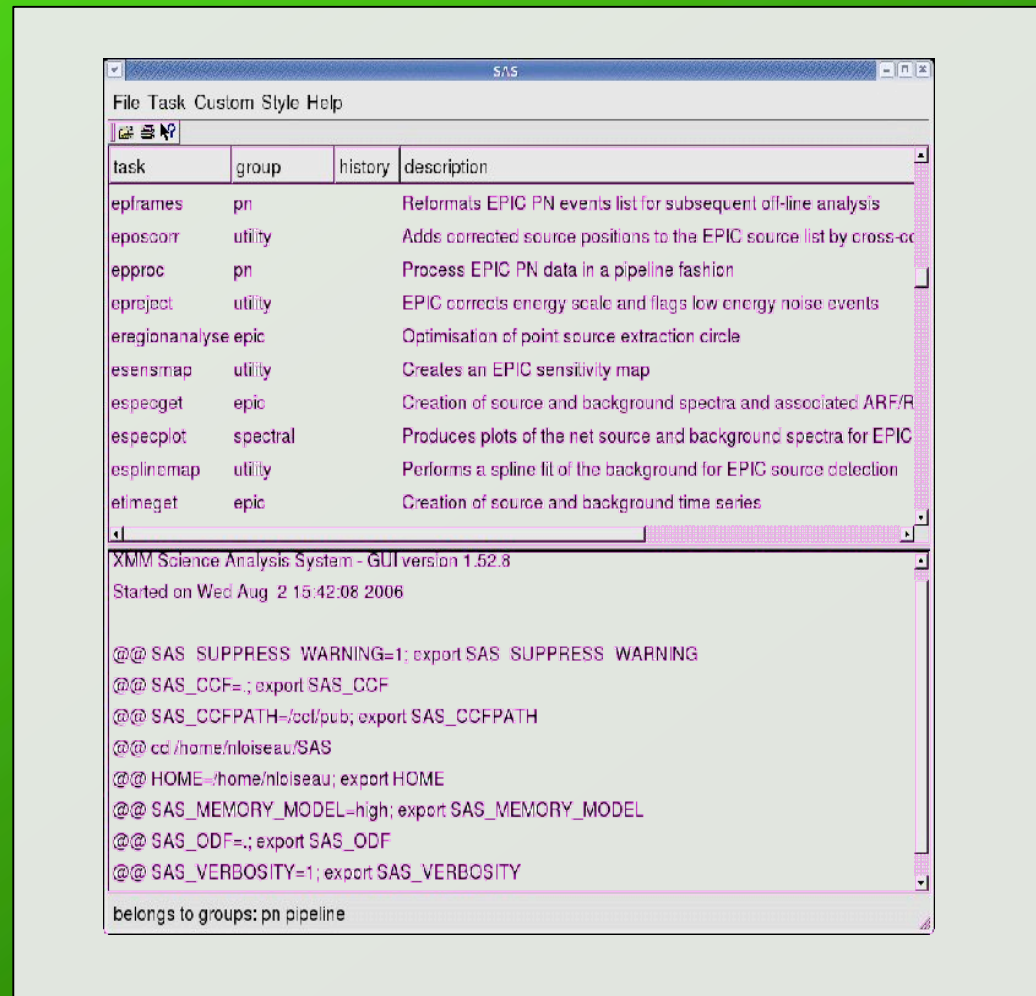 SAS
File Task Custom Style Help
task group history description
epframes pn Reformats EPIC PN events list for subsequent off-line analysis
eposcorr utility Adds corrected source positions to the EPIC source list by cross-co
epproc pn Process EPIC PN data in a pipeline fashion
epreject utility EPIC corrects energy scale and flags low energy noise events
eregionanalyse epic Optimisation of point source extraction circle
esensmap utility Creates an EPIC sensitivity map
especget epic Creation of source and background spectra and associated ARF/R
especplot spectral Produces plots of the net source and background spectra for EPIC
esplinemap utility Performs a spline fit of the background for EPIC source detection
etimeget epic Creation of source and background time series
XMM Science Analysis System - GUI version 1.52.8
Started on Wed Aug 2 15:42:08 2006
@@ SAS_SUPPRESS_WARNING=1; export SAS_SUPPRESS_WARNING
@@ SAS_CCF=.; export SAS_CCF
@@ SAS_CCFPATH=/ccf/pub; export SAS_CCFPATH
@@ cd /home/nloiseau/SAS
@@ HOME=/home/nloiseau; export HOME
@@ SAS_MEMORY_MODEL=high; export SAS_MEMORY_MODEL
@@ SAS_ODF=.; export SAS_ODF
@@ SAS_VERBOSITY=1; export SAS_VERBOSITY
belongs to groups: pn pipeline